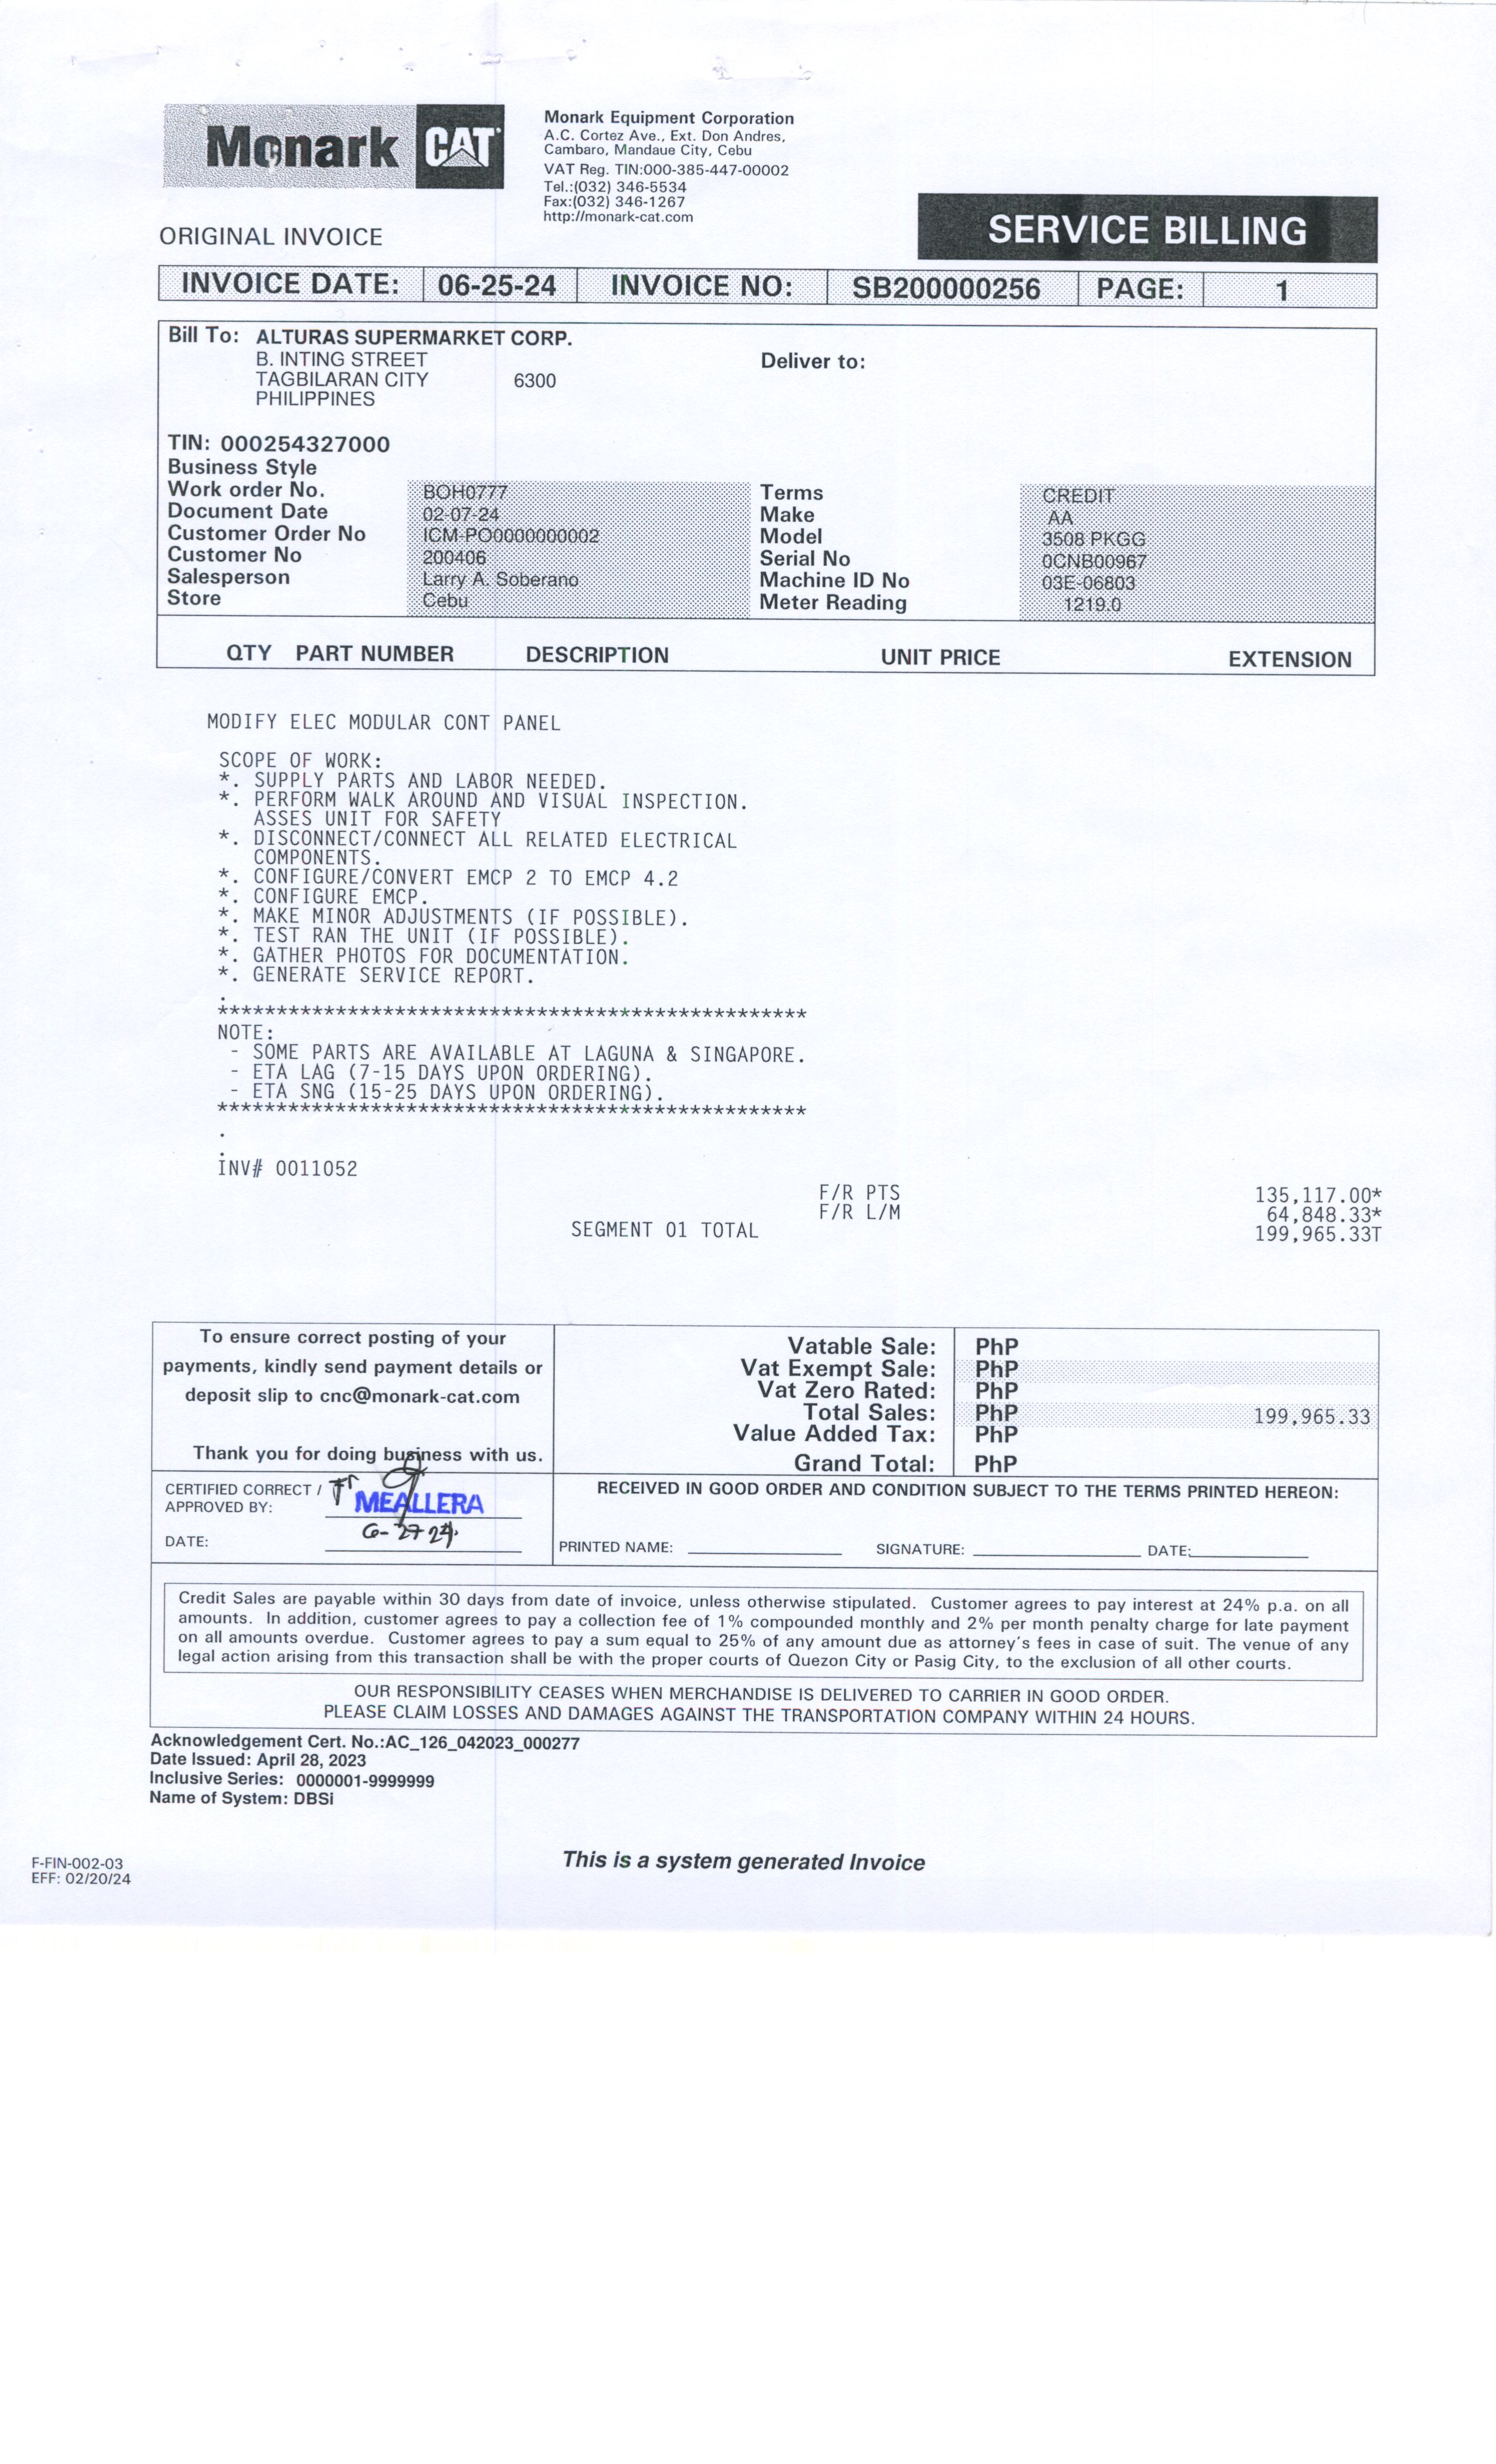 Monark CAT
Monark Equipment Corporation
A.C. Cortez Ave., Ext. Don Andres,
Cambaro, Mandaue City, Cebu
VAT Reg. TIN:000-385-447-00002
Tel.:(032) 346-5534
Fax:(032) 346-1267
http://monark-cat.com
SERVICE BILLING
ORIGINAL INVOICE
INVOICE DATE: 06-25-24 INVOICE NO: SB200000256 PAGE: 1
Bill To: ALTURAS SUPERMARKET CORP.
B. INTING STREET
TAGBILARAN CITY 6300
PHILIPPINES
Deliver to:
TIN: 000254327000
Business Style
Work order No. BOH0777 Terms CREDIT
Document Date 02-07-24 Make AA
Customer Order No ICM-PO0000000002 Model 3508 PKGG
Customer No 200406 Serial No 0CNB00967
Salesperson Larry A. Soberano Machine ID No 03E-06803
Store Cebu Meter Reading 1219.0
QTY PART NUMBER DESCRIPTION UNIT PRICE EXTENSION
MODIFY ELEC MODULAR CONT PANEL
SCOPE OF WORK:
*. SUPPLY PARTS AND LABOR NEEDED.
*. PERFORM WALK AROUND AND VISUAL INSPECTION.
ASSES UNIT FOR SAFETY
*. DISCONNECT/CONNECT ALL RELATED ELECTRICAL
COMPONENTS.
*. CONFIGURE/CONVERT EMCP 2 TO EMCP 4.2
*. CONFIGURE EMCP.
*. MAKE MINOR ADJUSTMENTS (IF POSSIBLE).
*. TEST RAN THE UNIT (IF POSSIBLE).
*. GATHER PHOTOS FOR DOCUMENTATION.
*. GENERATE SERVICE REPORT.
.
**************************************************
NOTE:
- SOME PARTS ARE AVAILABLE AT LAGUNA & SINGAPORE.
- ETA LAG (7-15 DAYS UPON ORDERING).
- ETA SNG (15-25 DAYS UPON ORDERING).
**************************************************
.
.
INV# 0011052
F/R PTS 135,117.00*
F/R L/M 64,848.33*
SEGMENT 01 TOTAL 199,965.33T
To ensure correct posting of your
payments, kindly send payment details or
deposit slip to cnc@monark-cat.com
Thank you for doing business with us.
Vatable Sale: PhP
Vat Exempt Sale: PhP
Vat Zero Rated: PhP
Total Sales: PhP 199,965.33
Value Added Tax: PhP
Grand Total: PhP
CERTIFIED CORRECT /
APPROVED BY: MEALLERA
DATE: 6-27-24
RECEIVED IN GOOD ORDER AND CONDITION SUBJECT TO THE TERMS PRINTED HEREON:
PRINTED NAME: SIGNATURE: DATE:
Credit Sales are payable within 30 days from date of invoice, unless otherwise stipulated. Customer agrees to pay interest at 24% p.a. on all
amounts. In addition, customer agrees to pay a collection fee of 1% compounded monthly and 2% per month penalty charge for late payment
on all amounts overdue. Customer agrees to pay a sum equal to 25% of any amount due as attorney's fees in case of suit. The venue of any
legal action arising from this transaction shall be with the proper courts of Quezon City or Pasig City, to the exclusion of all other courts.
OUR RESPONSIBILITY CEASES WHEN MERCHANDISE IS DELIVERED TO CARRIER IN GOOD ORDER.
PLEASE CLAIM LOSSES AND DAMAGES AGAINST THE TRANSPORTATION COMPANY WITHIN 24 HOURS.
Acknowledgement Cert. No.:AC_126_042023_000277
Date Issued: April 28, 2023
Inclusive Series: 0000001-9999999
Name of System: DBSi
F-FIN-002-03
EFF: 02/20/24
This is a system generated Invoice